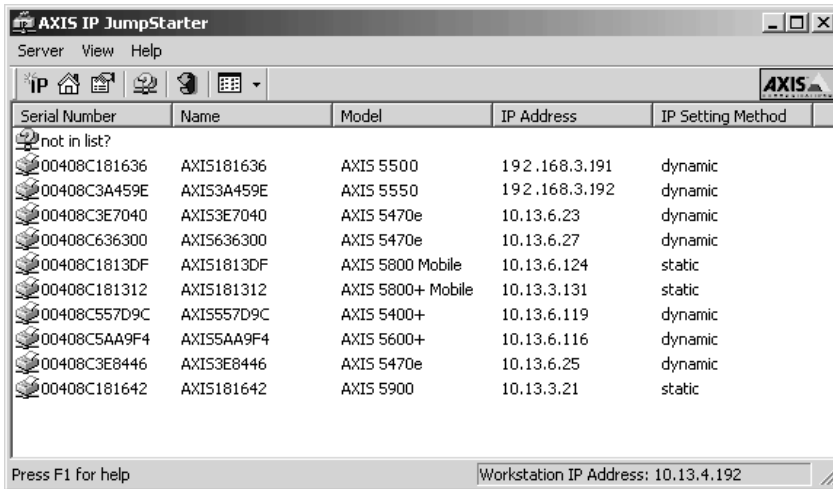 AXIS IP JumpStarter
Server View Help
IP AXIS
Serial Number Name Model IP Address IP Setting Method
not in list?
00408C181636 AXIS181636 AXIS 5500 192.168.3.191 dynamic
00408C3A459E AXIS3A459E AXIS 5550 192.168.3.192 dynamic
00408C3E7040 AXIS3E7040 AXIS 5470e 10.13.6.23 dynamic
00408C636300 AXIS636300 AXIS 5470e 10.13.6.27 dynamic
00408C1813DF AXIS1813DF AXIS 5800 Mobile 10.13.6.124 static
00408C181312 AXIS181312 AXIS 5800+ Mobile 10.13.3.131 static
00408C557D9C AXIS557D9C AXIS 5400+ 10.13.6.119 dynamic
00408C5AA9F4 AXIS5AA9F4 AXIS 5600+ 10.13.6.116 dynamic
00408C3E8446 AXIS3E8446 AXIS 5470e 10.13.6.25 dynamic
00408C181642 AXIS181642 AXIS 5900 10.13.3.21 static
Press F1 for help Workstation IP Address: 10.13.4.192